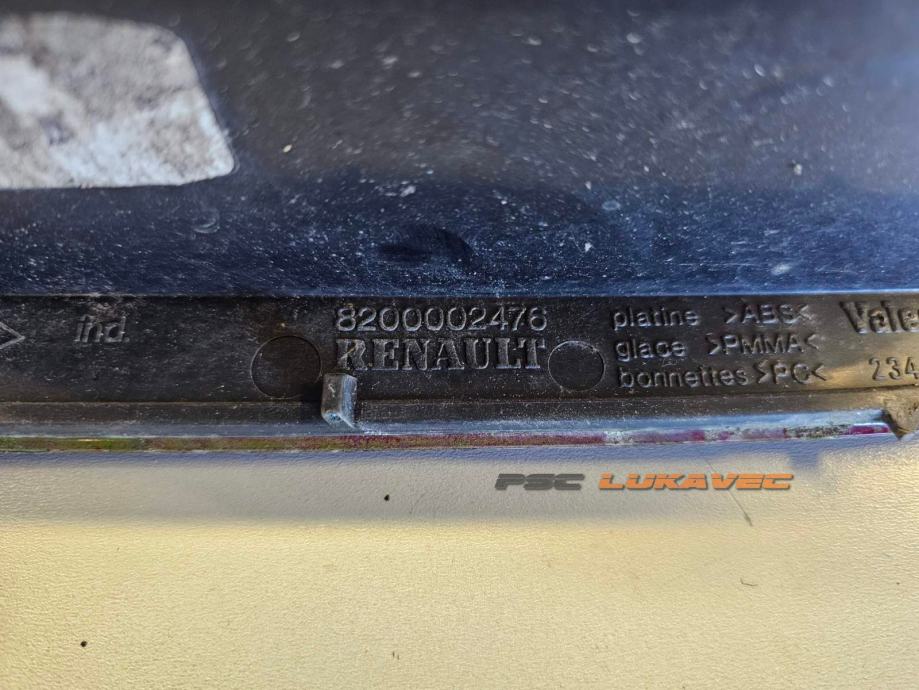 ind.
8200002476
RENAULT
platine >ABS<
glace >PMMA<
bonnettes >PC<
PSC LUKAVEC